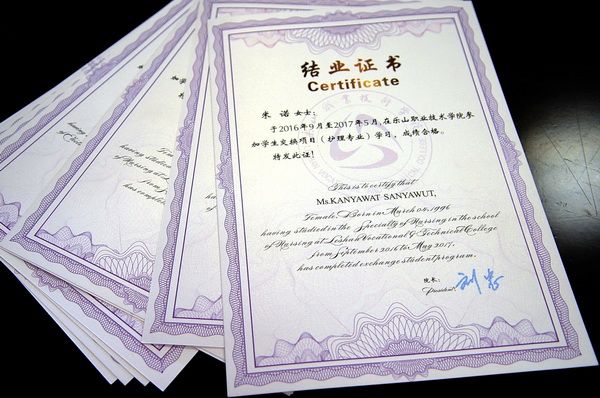 结业证书
Certificate
米 诺 女士:
于2016年9月至2017年5月,在乐山职业技术学院参
加学生交换项目(护理专业)学习,成绩合格。
特发此证!
This is to certify that
Ms.KANYAWAT SANYAWUT,
Female, Born in March 04, 1996
having studied in the Specialty of Nursing in the school
of Nursing at Leshan Vocational & Technical College
from September 2016 to May 2017.
has completed exchange student program.
院长:
President: